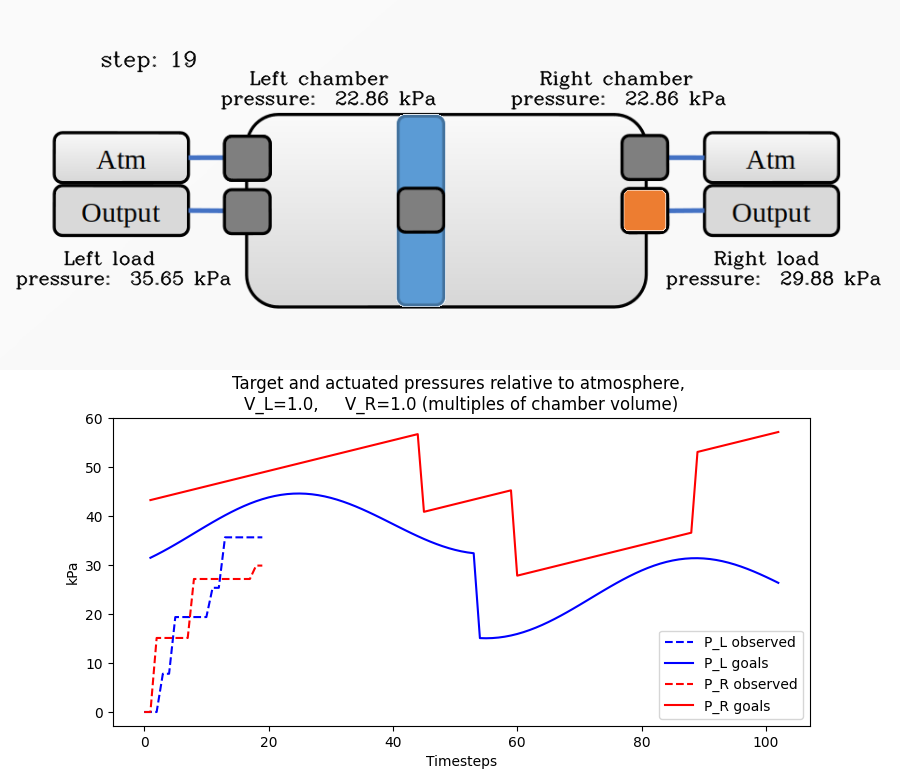 step: 19
Left chamber
pressure: 22.86 kPa
Right chamber
pressure: 22.86 kPa
Atm
Output
Atm
Output
Left load
pressure: 35.65 kPa
Right load
pressure: 29.88 kPa
Target and actuated pressures relative to atmosphere,
V_L=1.0, V_R=1.0 (multiples of chamber volume)
60
50
40
30
20
10
0
kPa
0 20 40 60 80 100
Timesteps
P_L observed
P_L goals
P_R observed
P_R goals